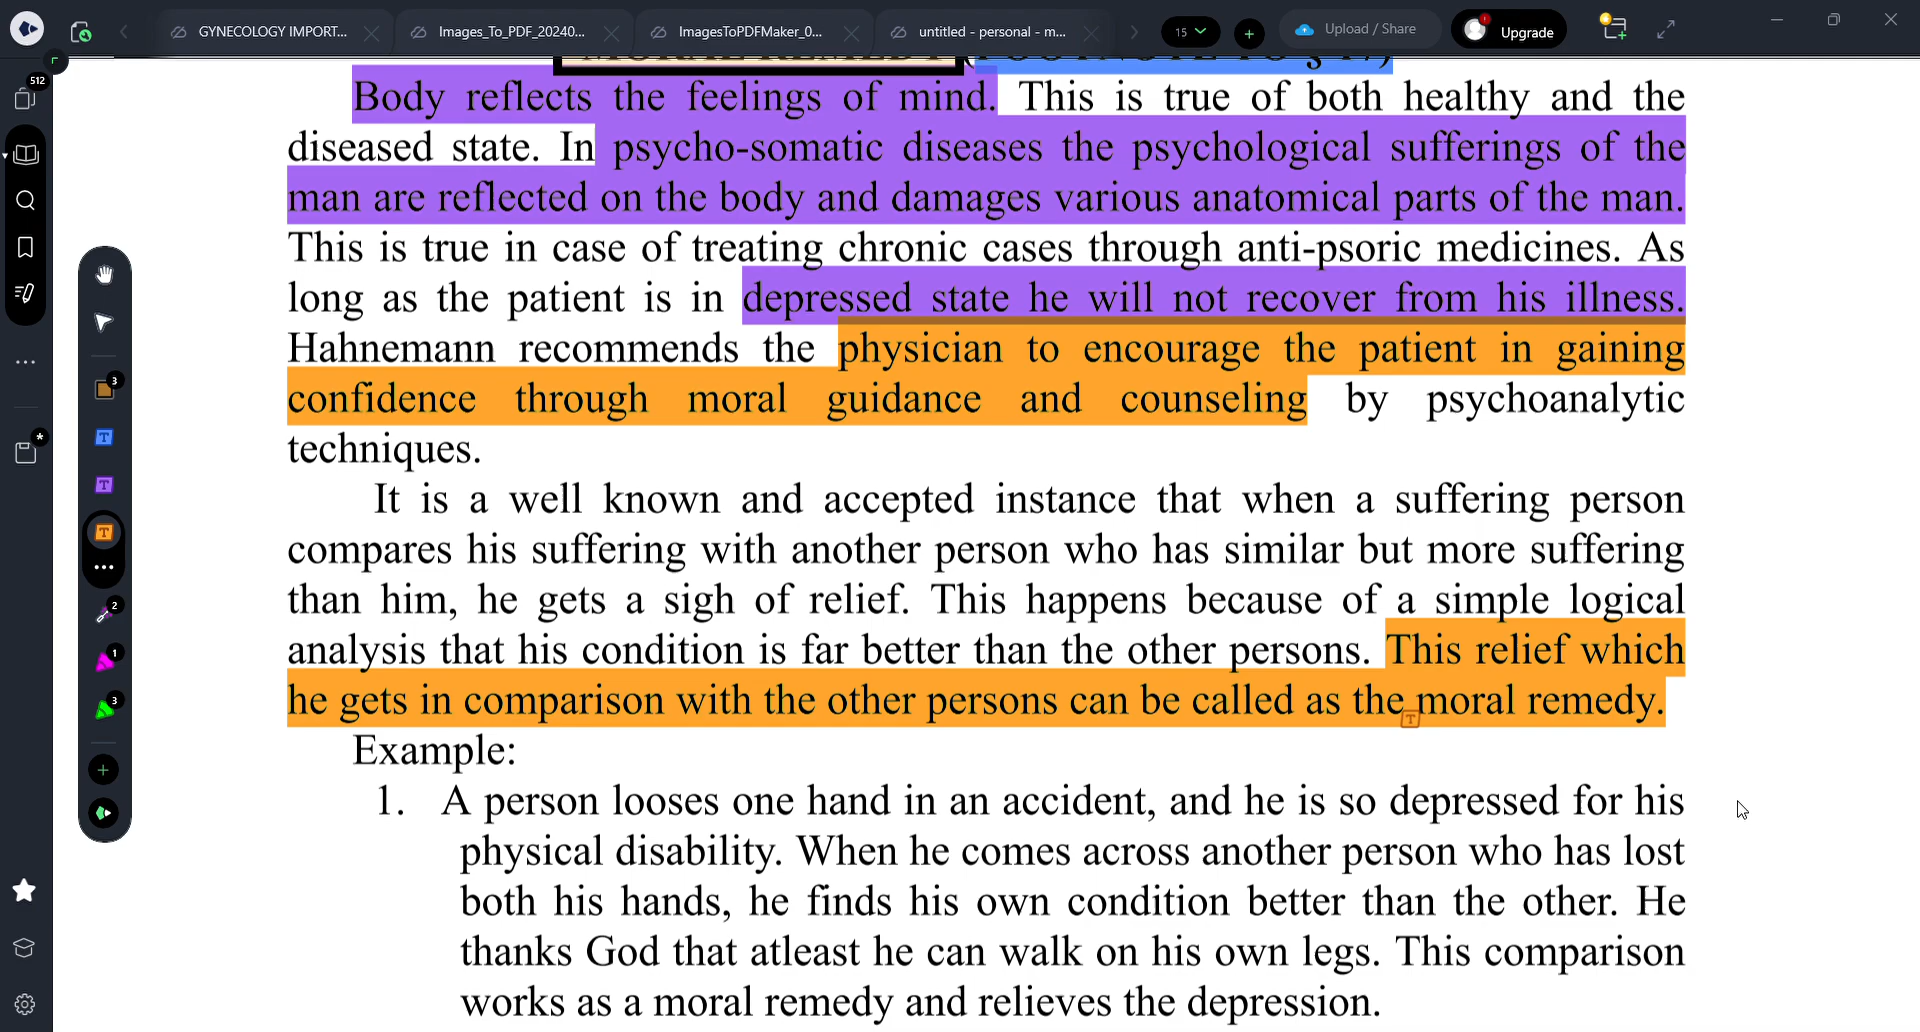 GYNECOLOGY IMPORT...
Images_To_PDF_20240...
ImagesToPDFMaker_0...
untitled - personal - m...
15
Upload / Share
Upgrade
512
Body reflects the feelings of mind. This is true of both healthy and the
diseased state. In psycho-somatic diseases the psychological sufferings of the
man are reflected on the body and damages various anatomical parts of the man.
This is true in case of treating chronic cases through anti-psoric medicines. As
long as the patient is in depressed state he will not recover from his illness.
Hahnemann recommends the physician to encourage the patient in gaining
confidence through moral guidance and counseling by psychoanalytic
techniques.
It is a well known and accepted instance that when a suffering person
compares his suffering with another person who has similar but more suffering
than him, he gets a sigh of relief. This happens because of a simple logical
analysis that his condition is far better than the other persons. This relief which
he gets in comparison with the other persons can be called as the moral remedy.
Example:
1. A person looses one hand in an accident, and he is so depressed for his
physical disability. When he comes across another person who has lost
both his hands, he finds his own condition better than the other. He
thanks God that atleast he can walk on his own legs. This comparison
works as a moral remedy and relieves the depression.
3
T
T
T
2
1
3
T